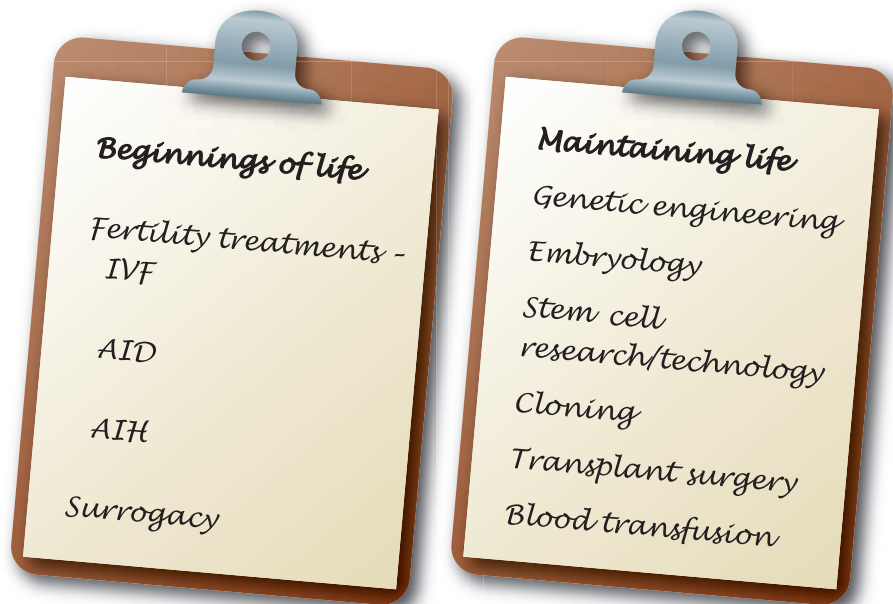 Beginnings of life
Fertility treatments –
IVF
AID
AIH
Surrogacy
Maintaining life
Genetic engineering
Embryology
Stem cell
research/technology
Cloning
Transplant surgery
Blood transfusion